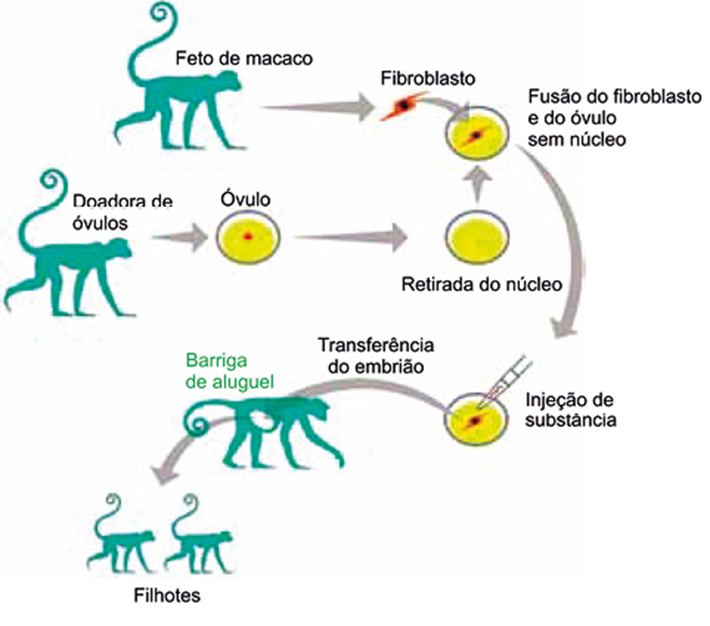 Feto de macaco
Fibroblasto
Fusão do fibroblasto
e do óvulo
sem núcleo
Doadora de
óvulos
Óvulo
Retirada do núcleo
Transferência
do embrião
Barriga
de aluguel
Injeção de
substância
Filhotes